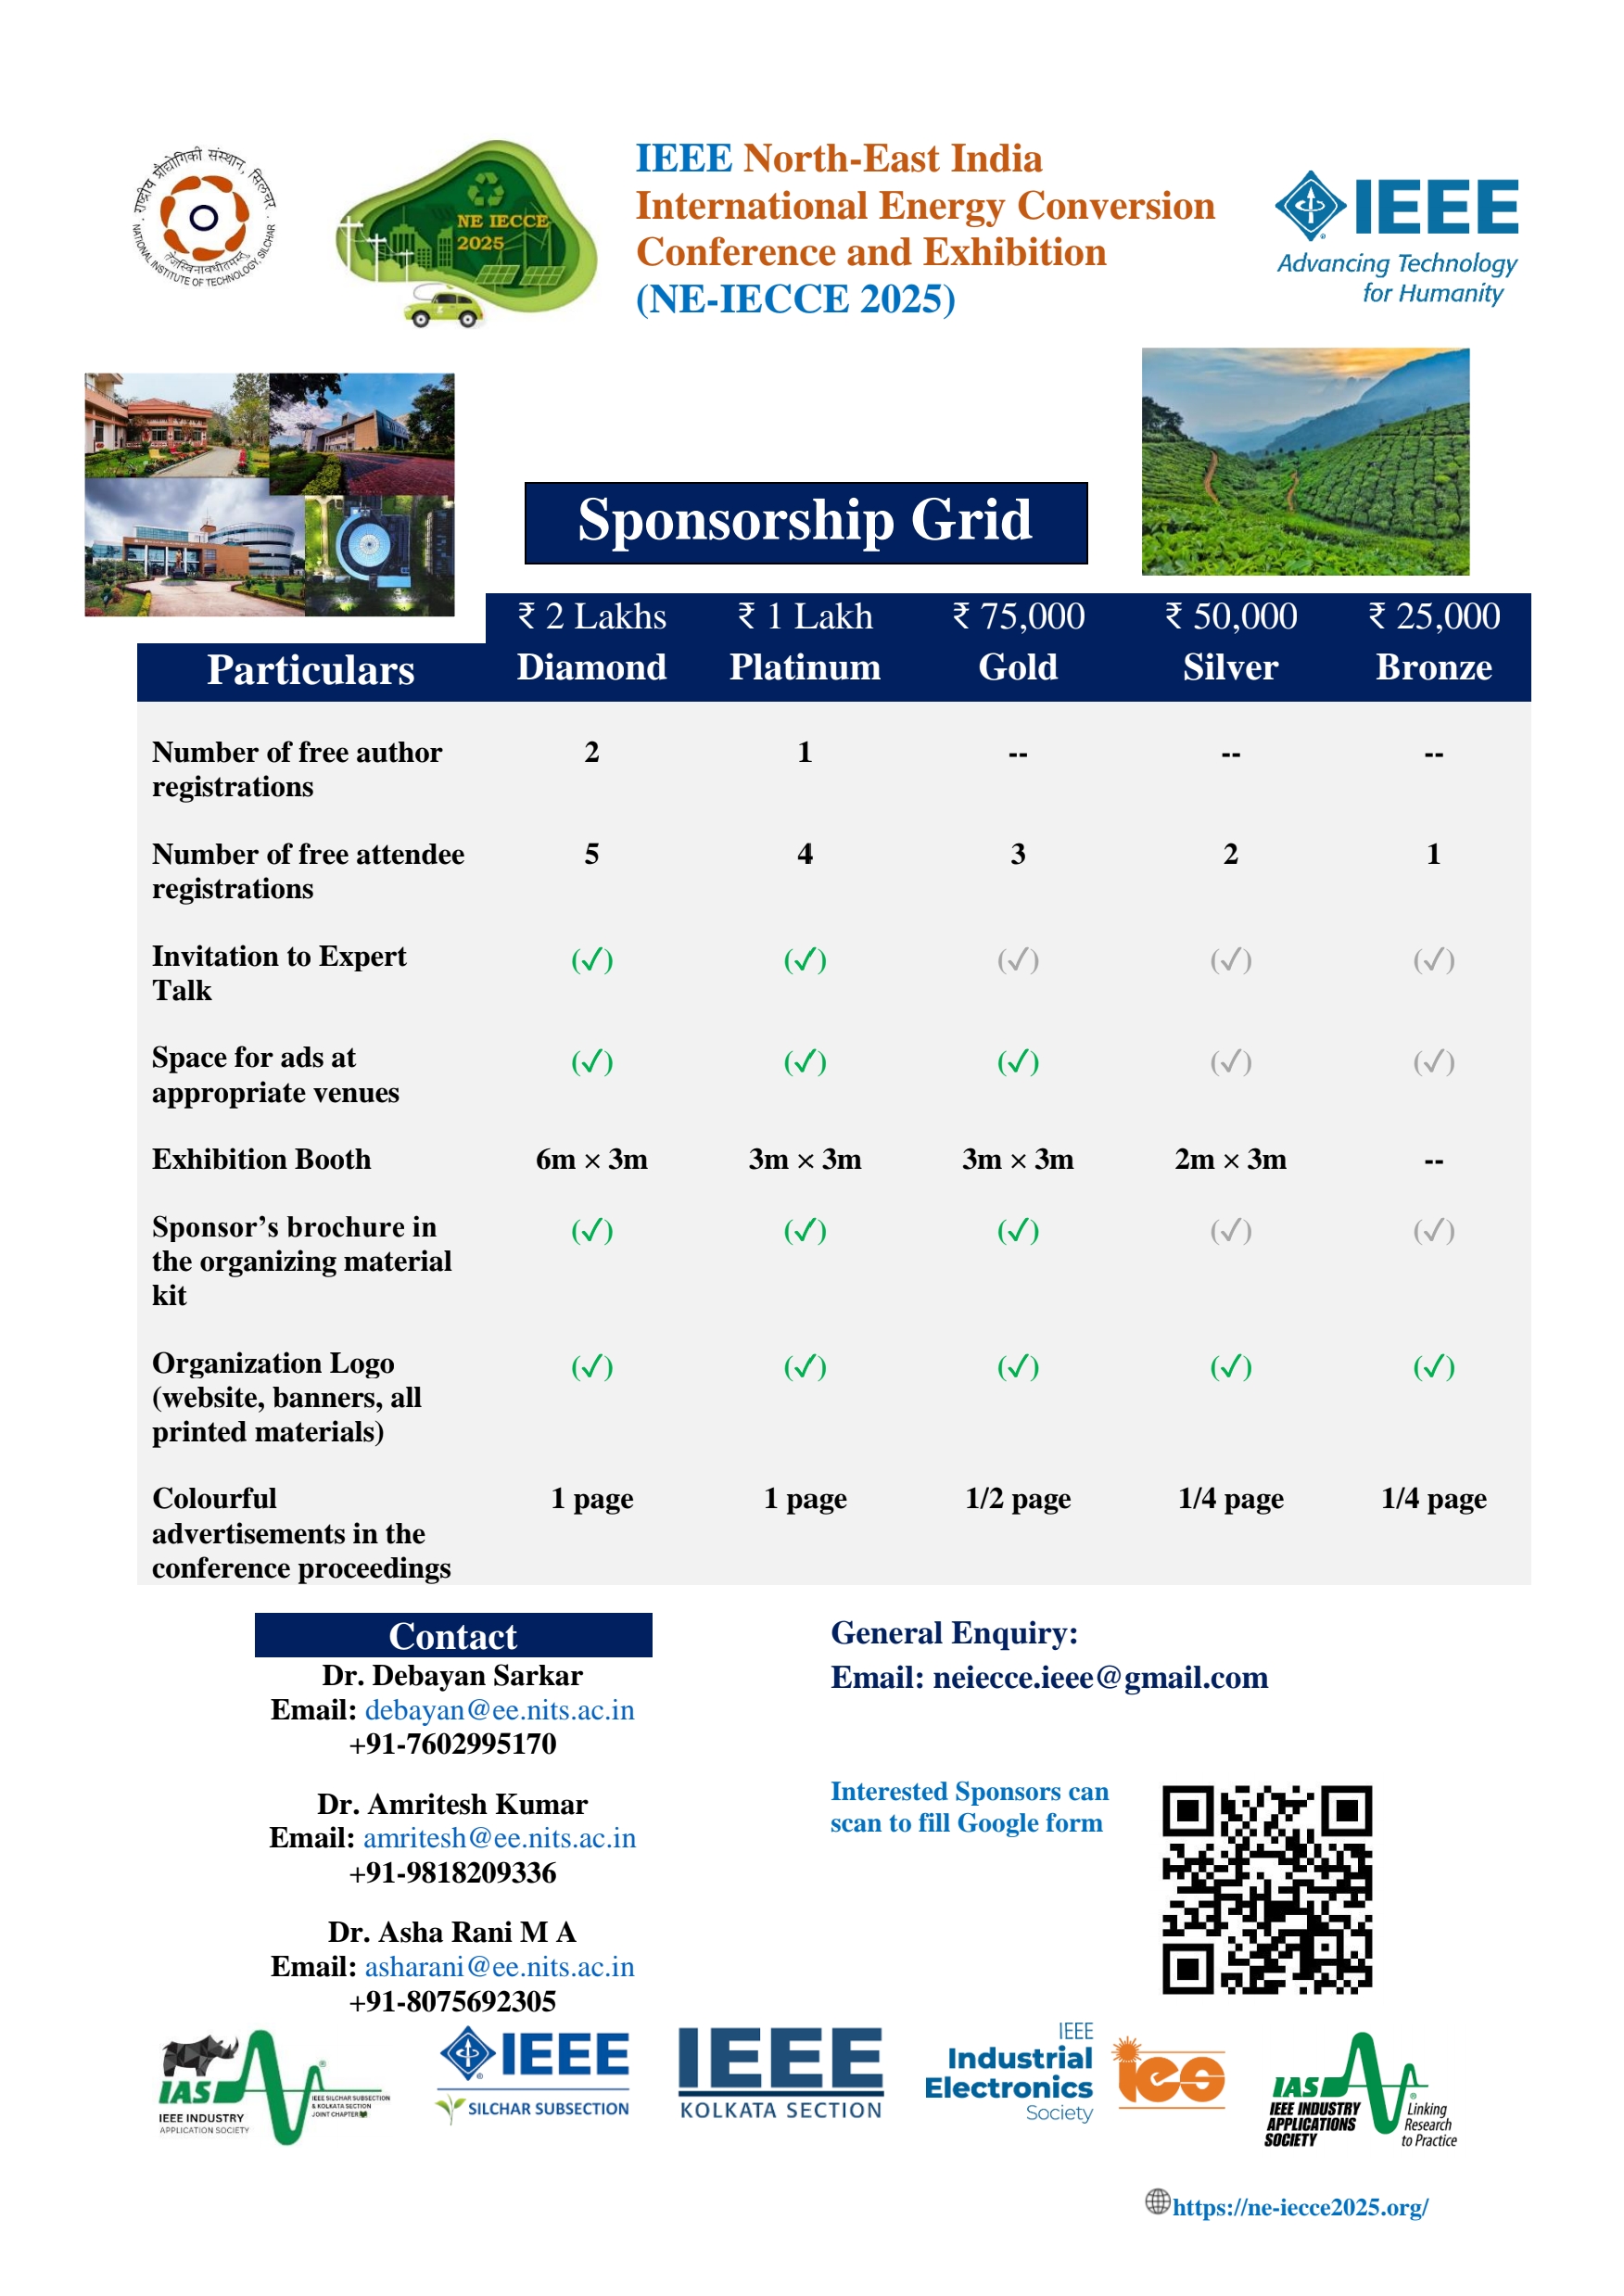 राष्ट्रीय प्रौद्योगिकी संस्थान, सिलचर
NATIONAL INSTITUTE OF TECHNOLOGY, SILCHAR
NE IECCE
2025
IEEE North-East India
International Energy Conversion
Conference and Exhibition
(NE-IECCE 2025)
IEEE
Advancing Technology
for Humanity
Sponsorship Grid
₹ 2 Lakhs ₹ 1 Lakh ₹ 75,000 ₹ 50,000 ₹ 25,000
Particulars Diamond Platinum Gold Silver Bronze
Number of free author 2 1 -- -- --
registrations
Number of free attendee 5 4 3 2 1
registrations
Invitation to Expert (✓) (✓) (✓) (✓) (✓)
Talk
Space for ads at (✓) (✓) (✓) (✓) (✓)
appropriate venues
Exhibition Booth 6m × 3m 3m × 3m 3m × 3m 2m × 3m --
Sponsor’s brochure in (✓) (✓) (✓) (✓) (✓)
the organizing material
kit
Organization Logo (✓) (✓) (✓) (✓) (✓)
(website, banners, all
printed materials)
Colourful 1 page 1 page 1/2 page 1/4 page 1/4 page
advertisements in the
conference proceedings
Contact
Dr. Debayan Sarkar
Email: debayan@ee.nits.ac.in
+91-7602995170
Dr. Amritesh Kumar
Email: amritesh@ee.nits.ac.in
+91-9818209336
Dr. Asha Rani M A
Email: asharani@ee.nits.ac.in
+91-8075692305
General Enquiry:
Email: neiecce.ieee@gmail.com
Interested Sponsors can
scan to fill Google form
IAS
IEEE INDUSTRY
APPLICATION SOCIETY
IEEE SILCHAR SUBSECTION
& KOLKATA SECTION
JOINT CHAPTER
IEEE
SILCHAR SUBSECTION
IEEE
KOLKATA SECTION
IEEE
Industrial
Electronics
Society
ies
IAS
IEEE INDUSTRY
APPLICATIONS
SOCIETY
Linking
Research
to Practice
https://ne-iecce2025.org/